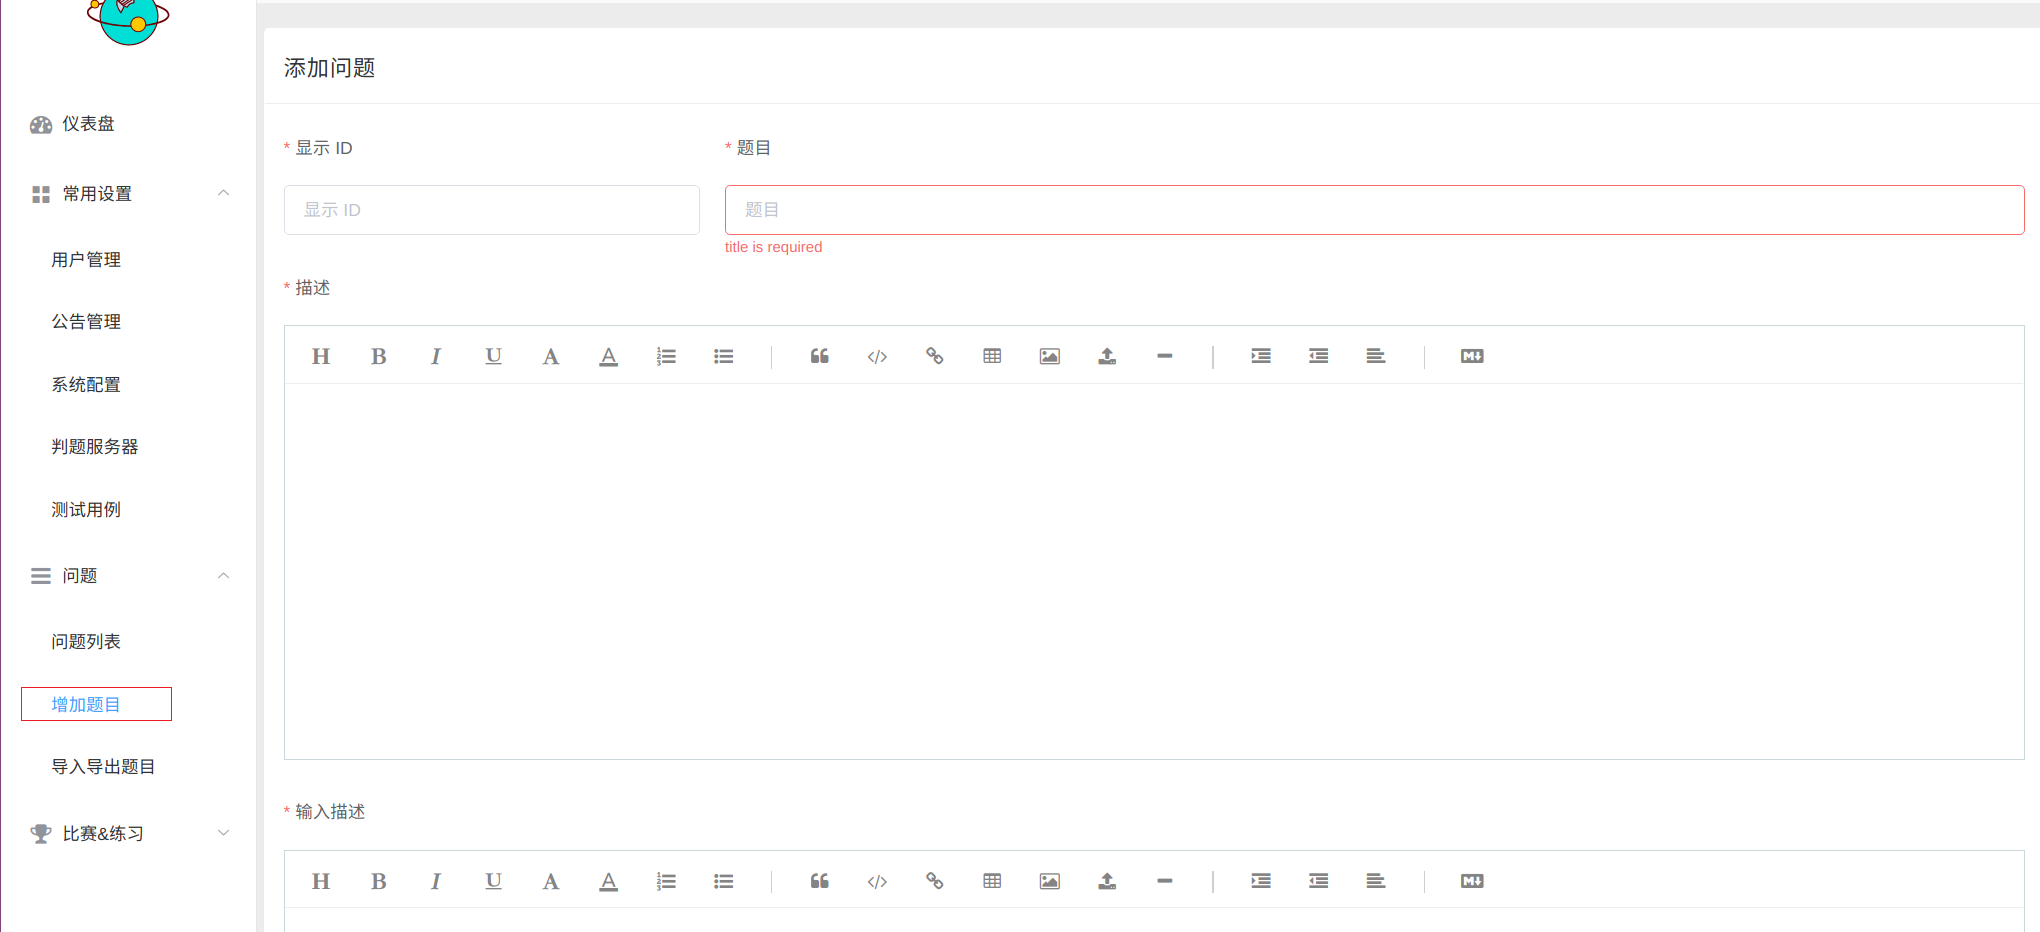 仪表盘
常用设置
用户管理
公告管理
系统配置
判题服务器
测试用例
问题
问题列表
增加题目
导入导出题目
比赛&练习
添加问题
* 显示 ID
* 题目
显示 ID
题目
title is required
* 描述
H B I U A A
* 输入描述
H B I U A A